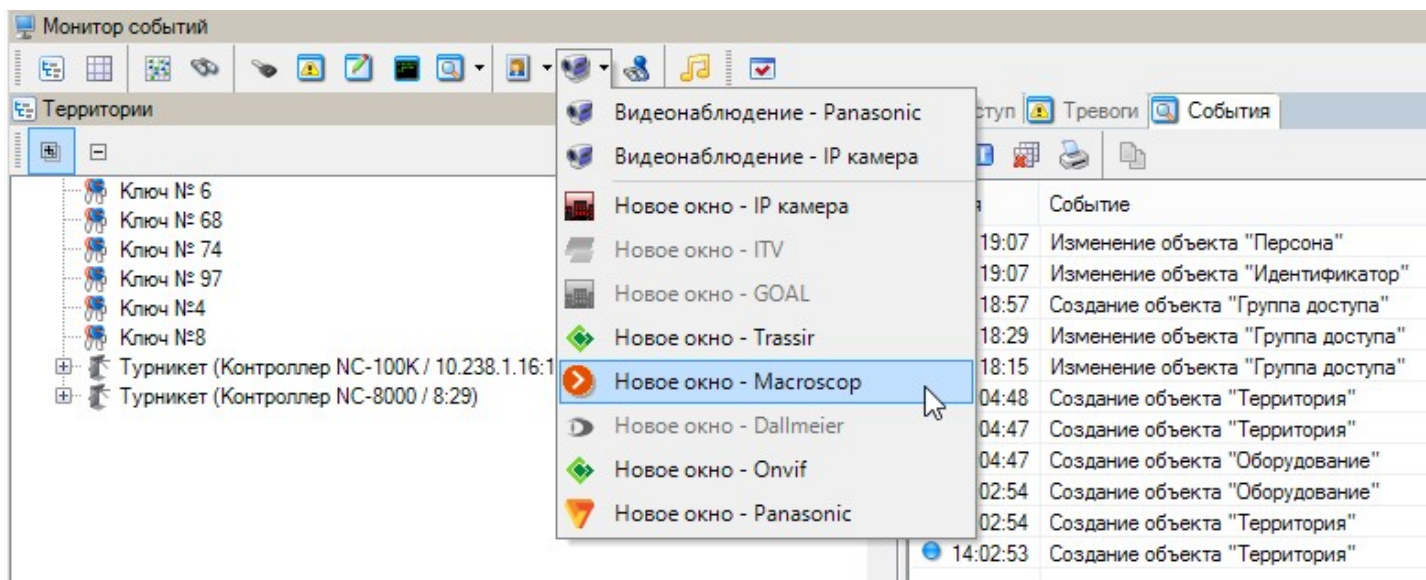 Монитор событий
Территории
Ключ № 6
Ключ № 68
Ключ № 74
Ключ № 97
Ключ №4
Ключ №8
Турникет (Контроллер NC-100K / 10.238.1.16:1
Турникет (Контроллер NC-8000 / 8:29)
Видеонаблюдение - Panasonic
Видеонаблюдение - IP камера
Новое окно - IP камера
Новое окно - ITV
Новое окно - GOAL
Новое окно - Trassir
Новое окно - Macroscop
Новое окно - Dallmeier
Новое окно - Onvif
Новое окно - Panasonic
ступ Тревоги События
Событие
19:07 Изменение объекта "Персона"
19:07 Изменение объекта "Идентификатор"
18:57 Создание объекта "Группа доступа"
18:29 Изменение объекта "Группа доступа"
18:15 Изменение объекта "Группа доступа"
04:48 Создание объекта "Территория"
04:47 Создание объекта "Территория"
04:47 Создание объекта "Оборудование"
02:54 Создание объекта "Оборудование"
02:54 Создание объекта "Территория"
14:02:53 Создание объекта "Территория"